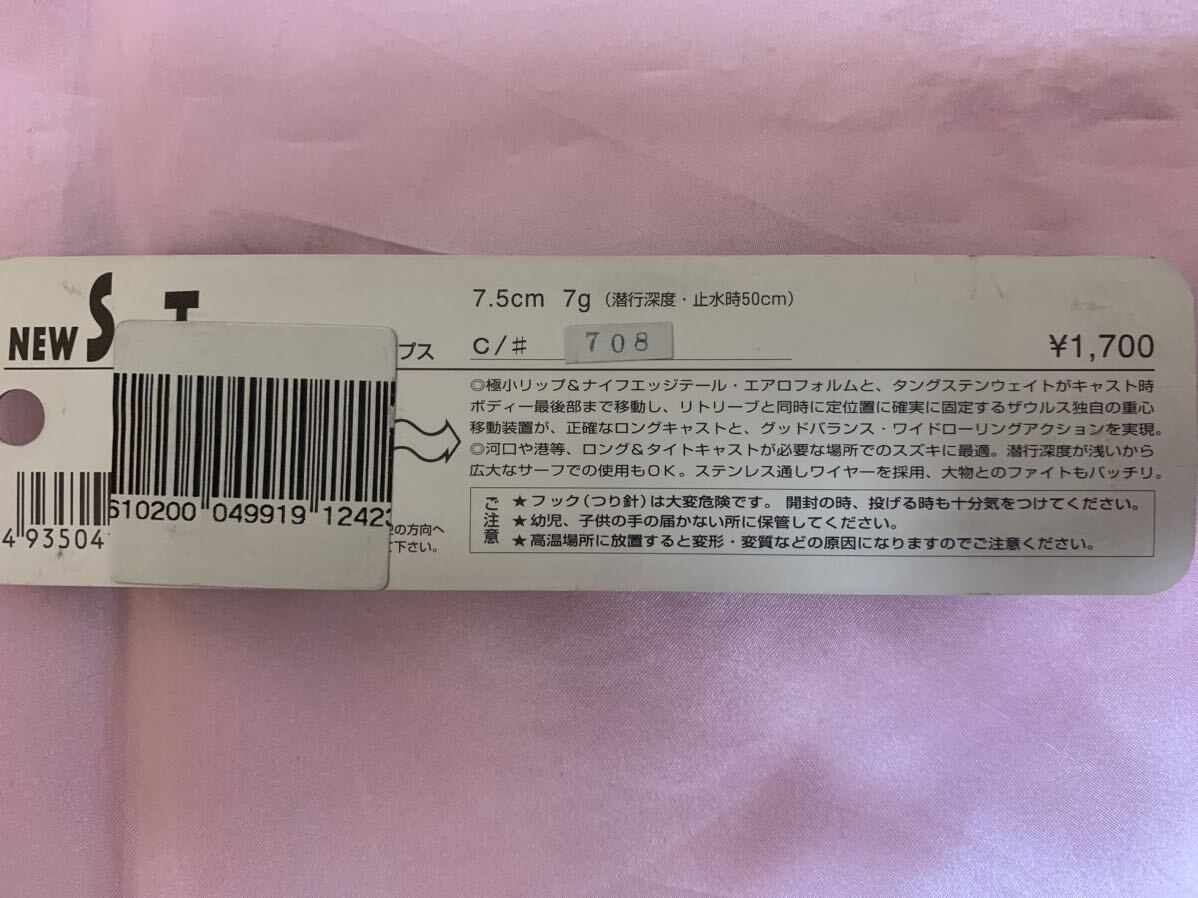 NEW S T
プス
7.5cm 7g (潜行深度・止水時50cm)
C/# 708
¥1,700
◎極小リップ&ナイフエッジテール・エアロフォルムと、タングステンウェイトがキャスト時
ボディー最後部まで移動し、リトリーブと同時に定位置に確実に固定するザウルス独自の重心
移動装置が、正確なロングキャストと、グッドバランス・ワイドローリングアクションを実現。
◎河口や港等、ロング&タイトキャストが必要な場所でのスズキに最適。潜行深度が浅いから
広大なサーフでの使用もOK。ステンレス通しワイヤーを採用、大物とのファイトもバッチリ。
ご注意
★フック(つり針)は大変危険です。開封の時、投げる時も十分気をつけてください。
★幼児、子供の手の届かない所に保管してください。
★高温場所に放置すると変形・変質などの原因になりますのでご注意ください。
610200 049919 12423
4 93504
の方向へ
下さい。